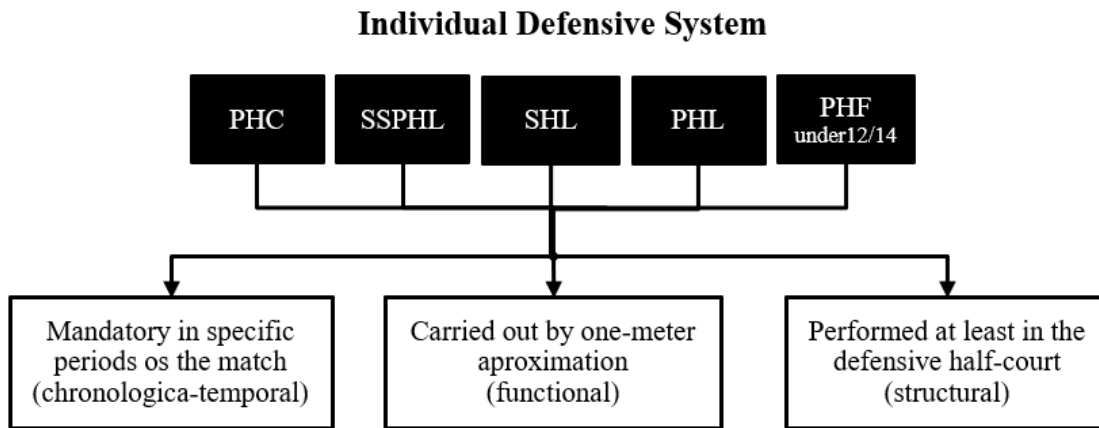 Individual Defensive System
PHC
SSPHL
SHL
PHL
PHF
under12/14
Mandatory in specific
periods os the match
(chronologica-temporal)
Carried out by one-meter
aproximation
(functional)
Performed at least in the
defensive half-court
(structural)